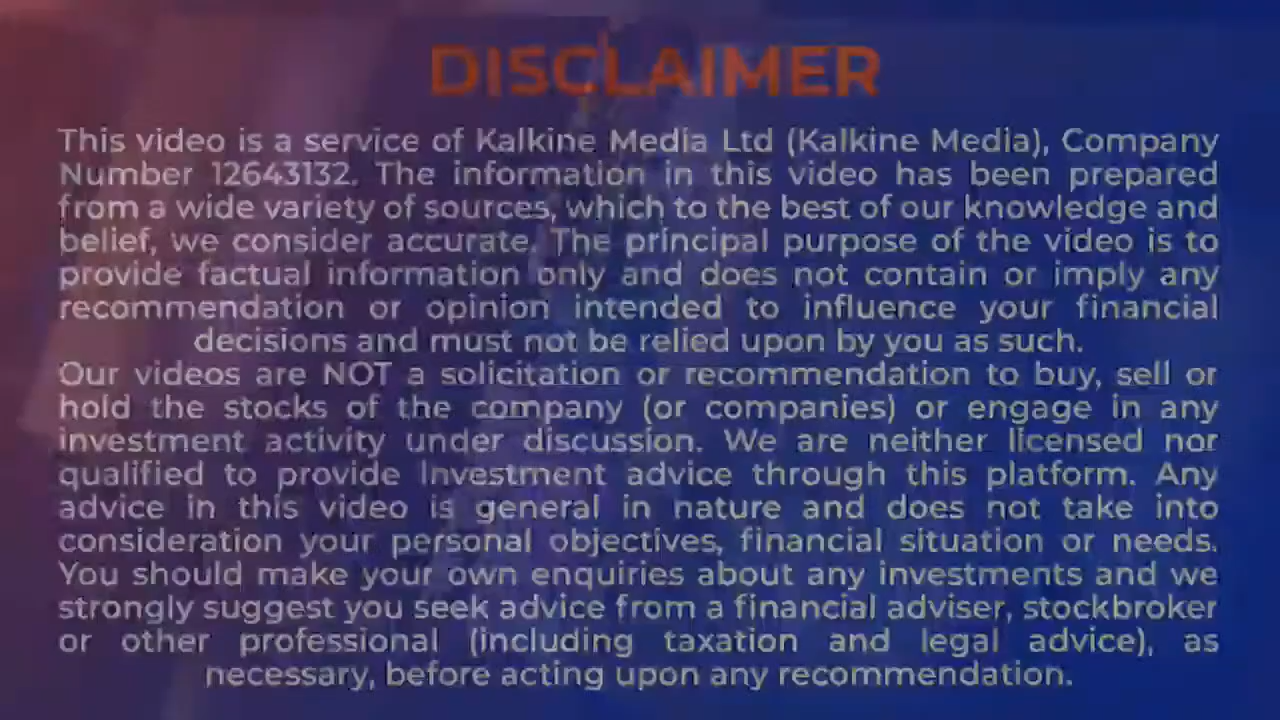 DISCLAIMER
This video is a service of Kalkine Media Ltd (Kalkine Media), Company
Number 12643132. The information in this video has been prepared
from a wide variety of sources, which to the best of our knowledge and
belief, we consider accurate. The principal purpose of the video is to
provide factual information only and does not contain or imply any
recommendation or opinion intended to influence your financial
decisions and must not be relied upon by you as such.
Our videos are NOT a solicitation or recommendation to buy, sell or
hold the stocks of the company (or companies) or engage in any
investment activity under discussion. We are neither licensed nor
qualified to provide Investment advice through this platform. Any
advice in this video is general in nature and does not take into
consideration your personal objectives, financial situation or needs.
You should make your own enquiries about any investments and we
strongly suggest you seek advice from a financial adviser, stockbroker
or other professional (including taxation and legal advice), as
necessary, before acting upon any recommendation.